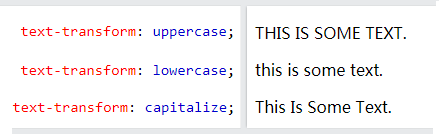 text-transform: uppercase; THIS IS SOME TEXT.
text-transform: lowercase; this is some text.
text-transform: capitalize; This Is Some Text.